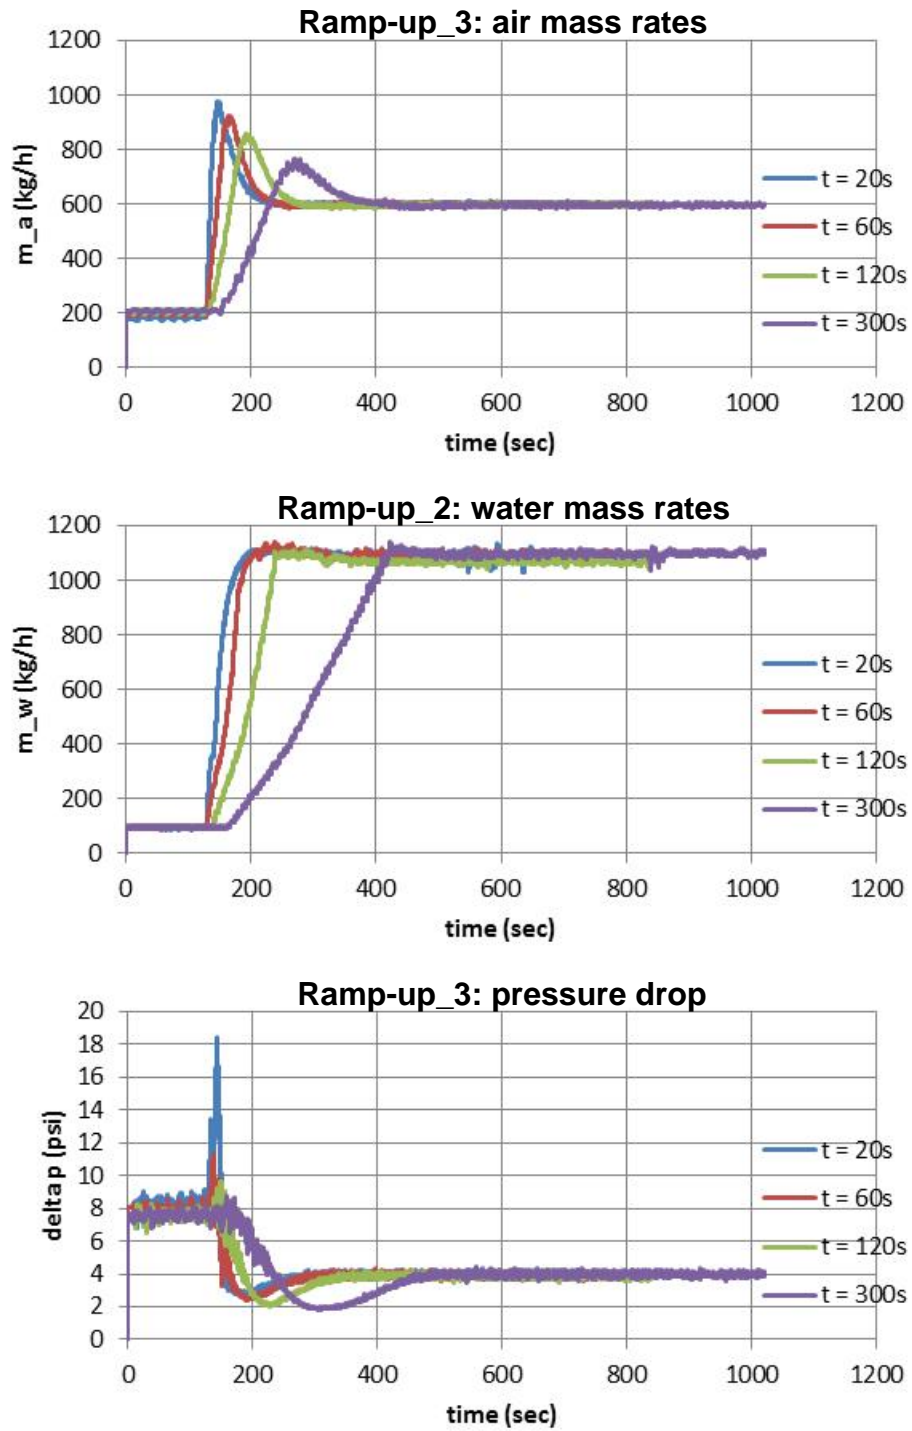 Ramp-up_3: air mass rates
1200
1000
800
600
400
200
0
m_a (kg/h)
t = 20s
t = 60s
t = 120s
t = 300s
0 200 400 600 800 1000 1200
time (sec)
Ramp-up_2: water mass rates
1200
1000
800
600
400
200
0
m_w (kg/h)
t = 20s
t = 60s
t = 120s
t = 300s
0 200 400 600 800 1000 1200
time (sec)
Ramp-up_3: pressure drop
20
18
16
14
12
10
8
6
4
2
0
delta p (psi)
t = 20s
t = 60s
t = 120s
t = 300s
0 200 400 600 800 1000 1200
time (sec)